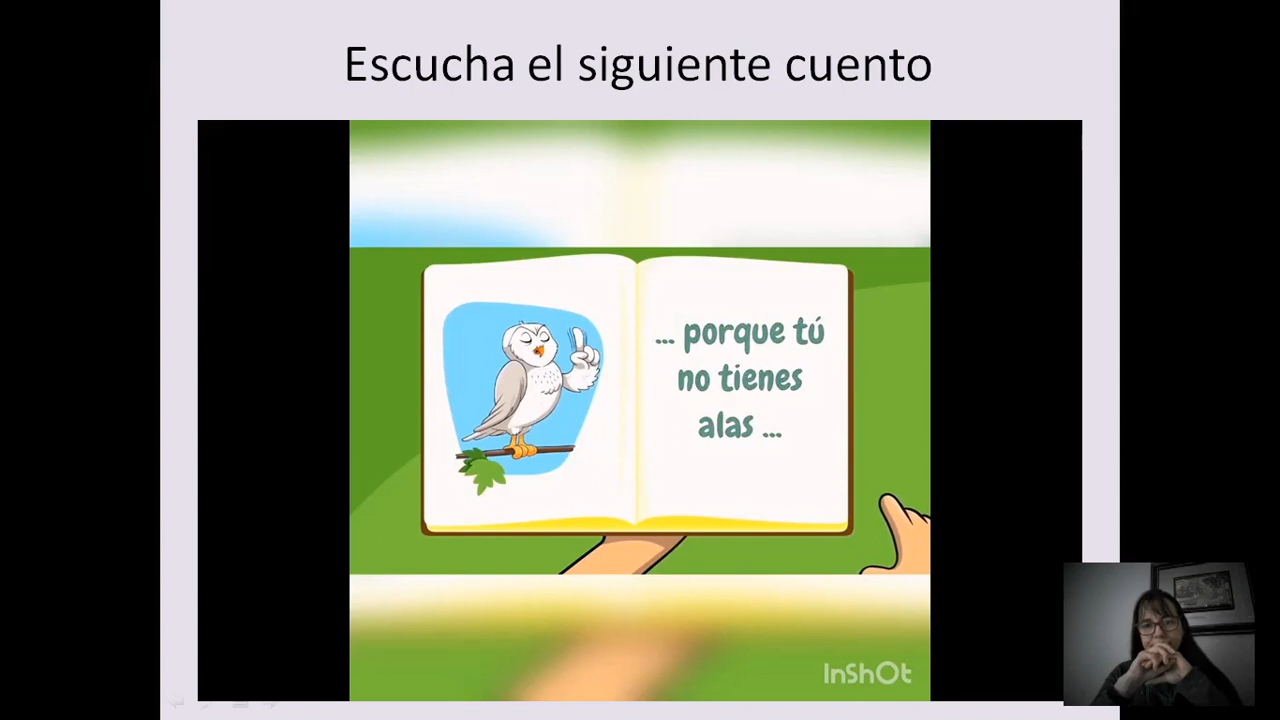 Escucha el siguiente cuento
... porque tú
no tienes
alas ...
InShOt